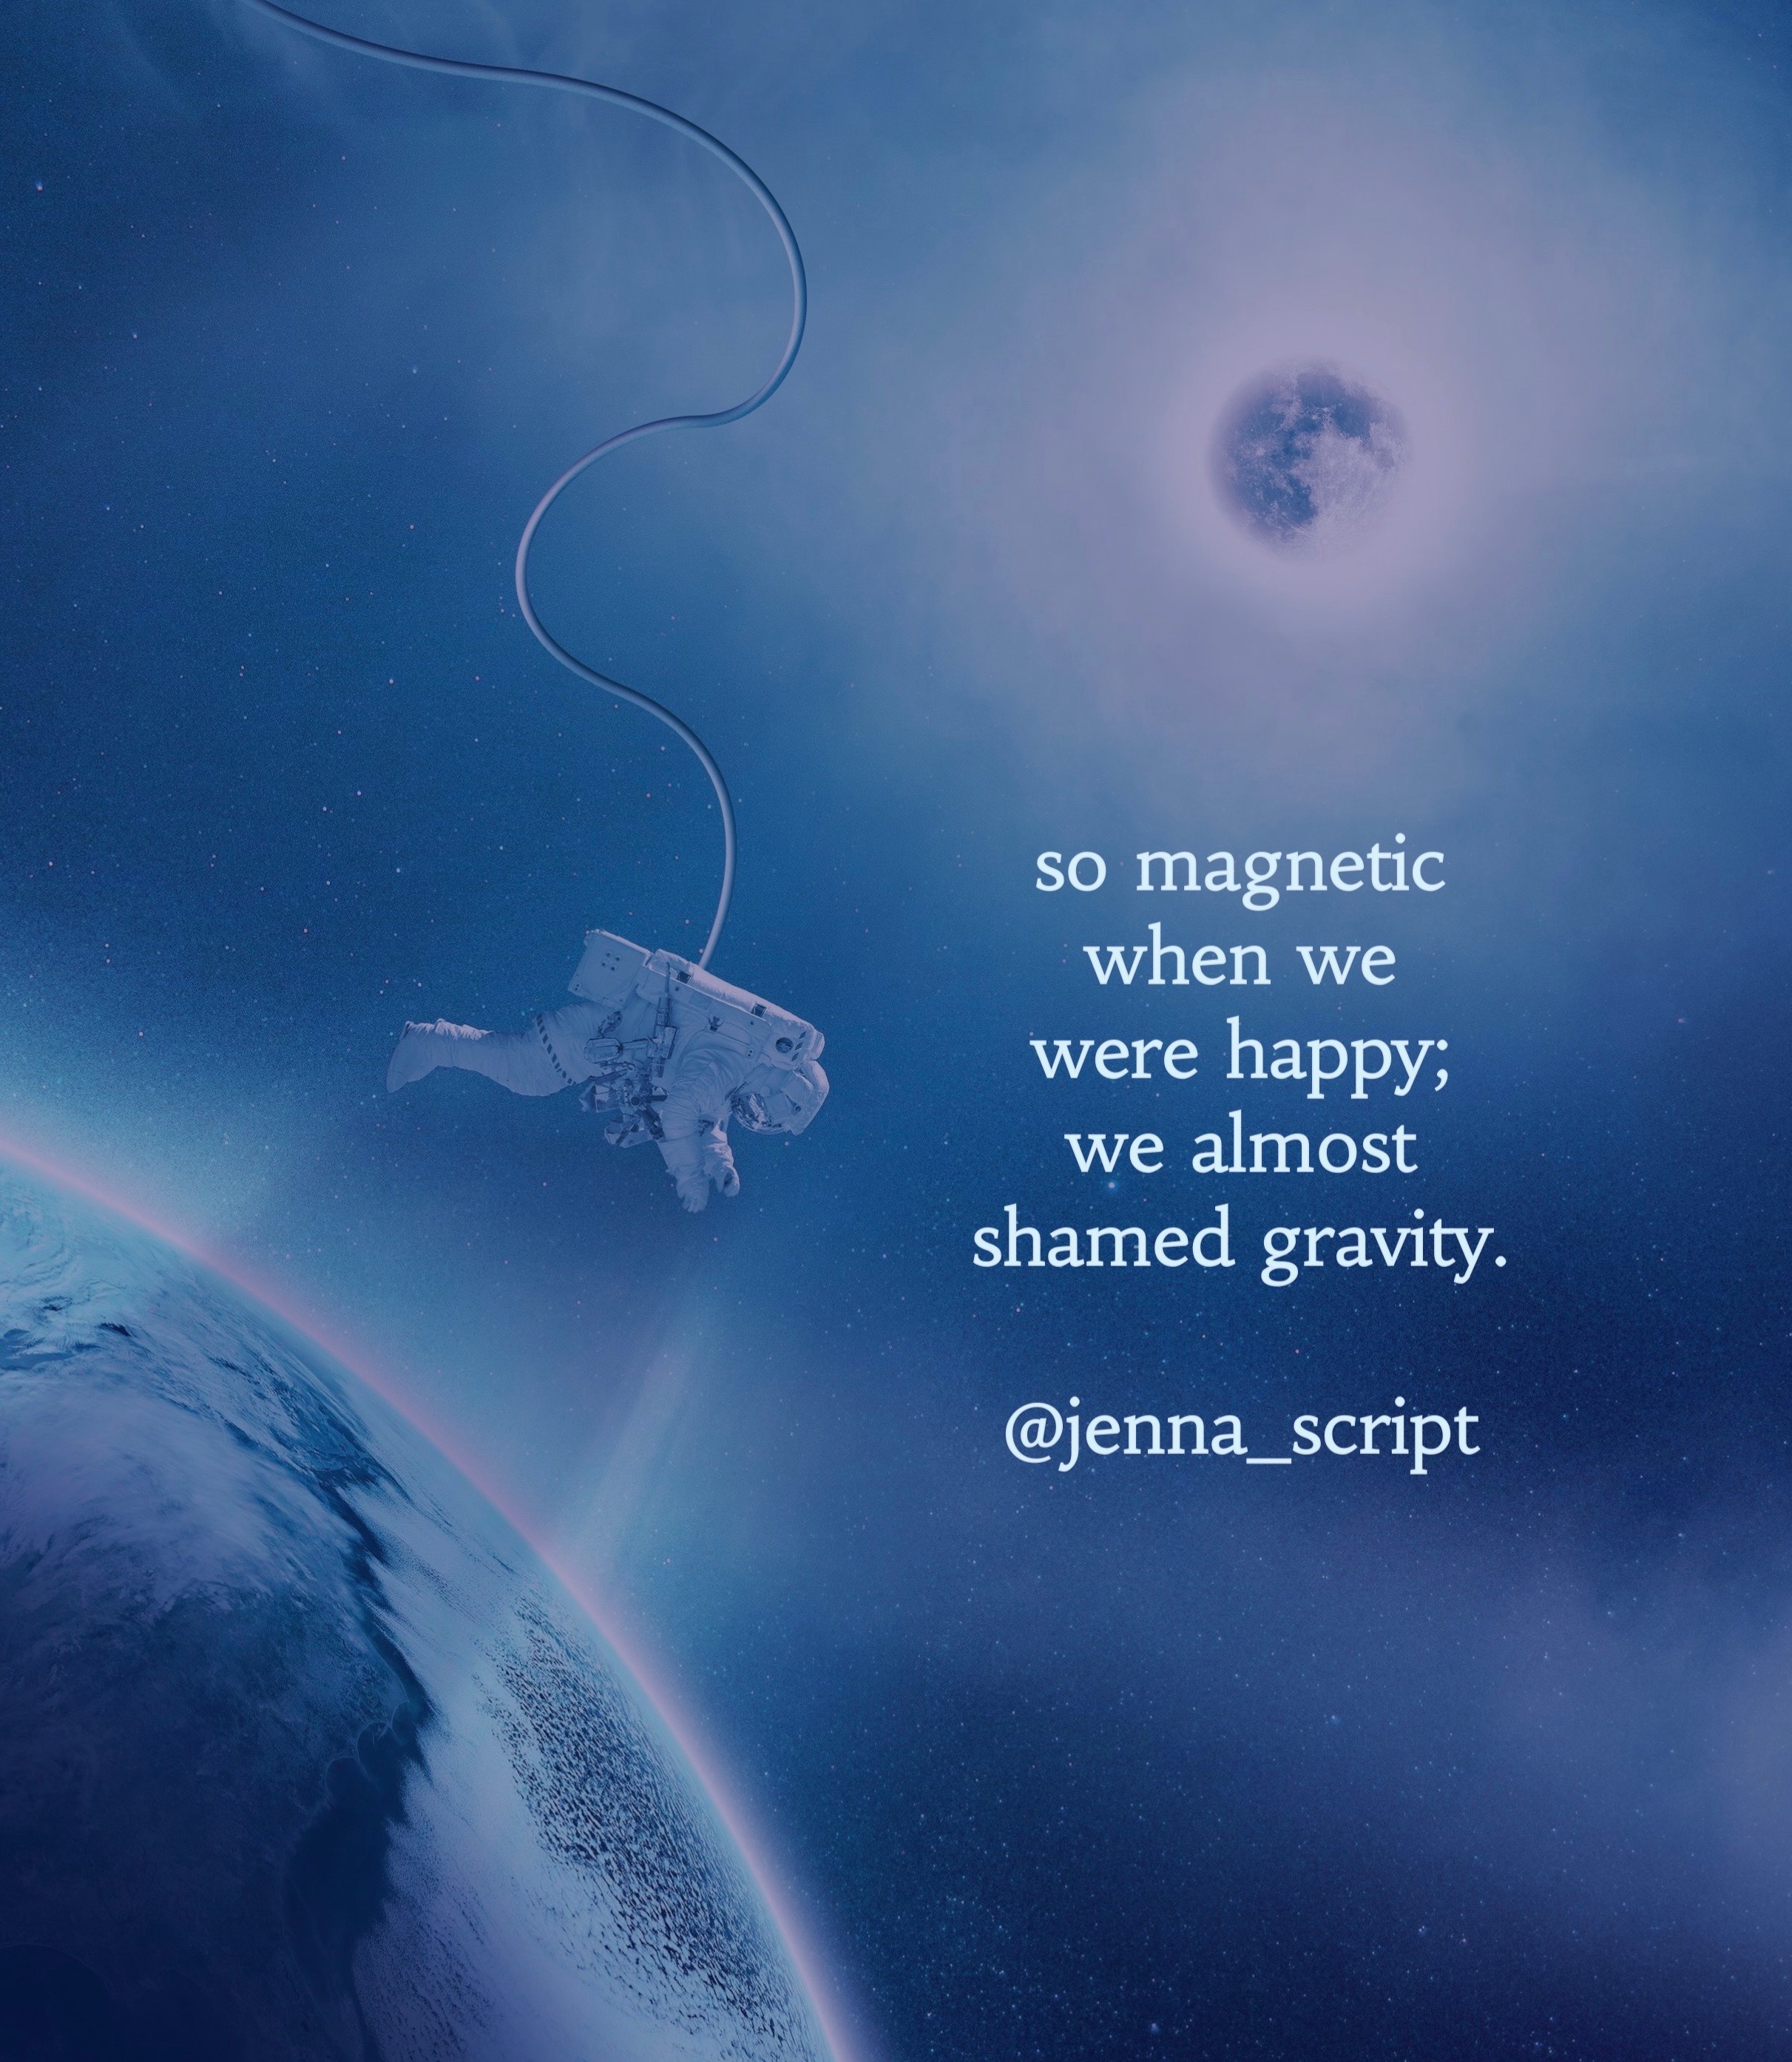 so magnetic
when we
were happy;
we almost
shamed gravity.
@jenna_script